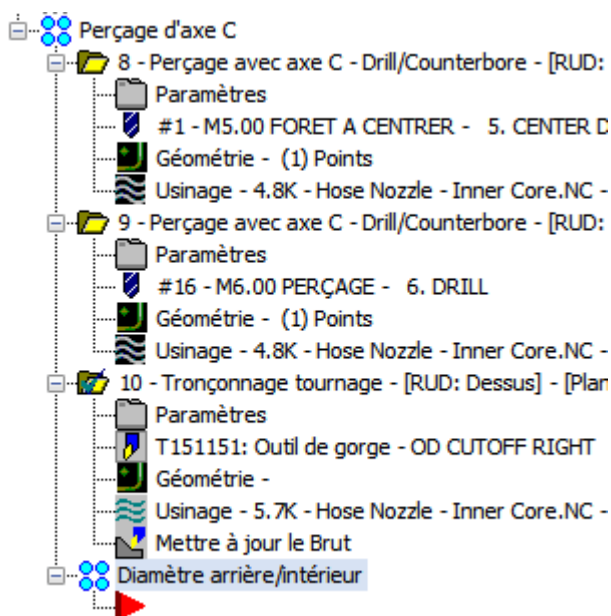 Perçage d'axe C
8 - Perçage avec axe C - Drill/Counterbore - [RUD:
Paramètres
#1 - M5.00 FORET A CENTRER - 5. CENTER D
Géométrie - (1) Points
Usinage - 4.8K - Hose Nozzle - Inner Core.NC -
9 - Perçage avec axe C - Drill/Counterbore - [RUD:
Paramètres
#16 - M6.00 PERÇAGE - 6. DRILL
Géométrie - (1) Points
Usinage - 4.8K - Hose Nozzle - Inner Core.NC -
10 - Tronçonnage tournage - [RUD: Dessus] - [Plan
Paramètres
T151151: Outil de gorge - OD CUTOFF RIGHT
Géométrie -
Usinage - 5.7K - Hose Nozzle - Inner Core.NC -
Mettre à jour le Brut
Diamètre arrière/intérieur